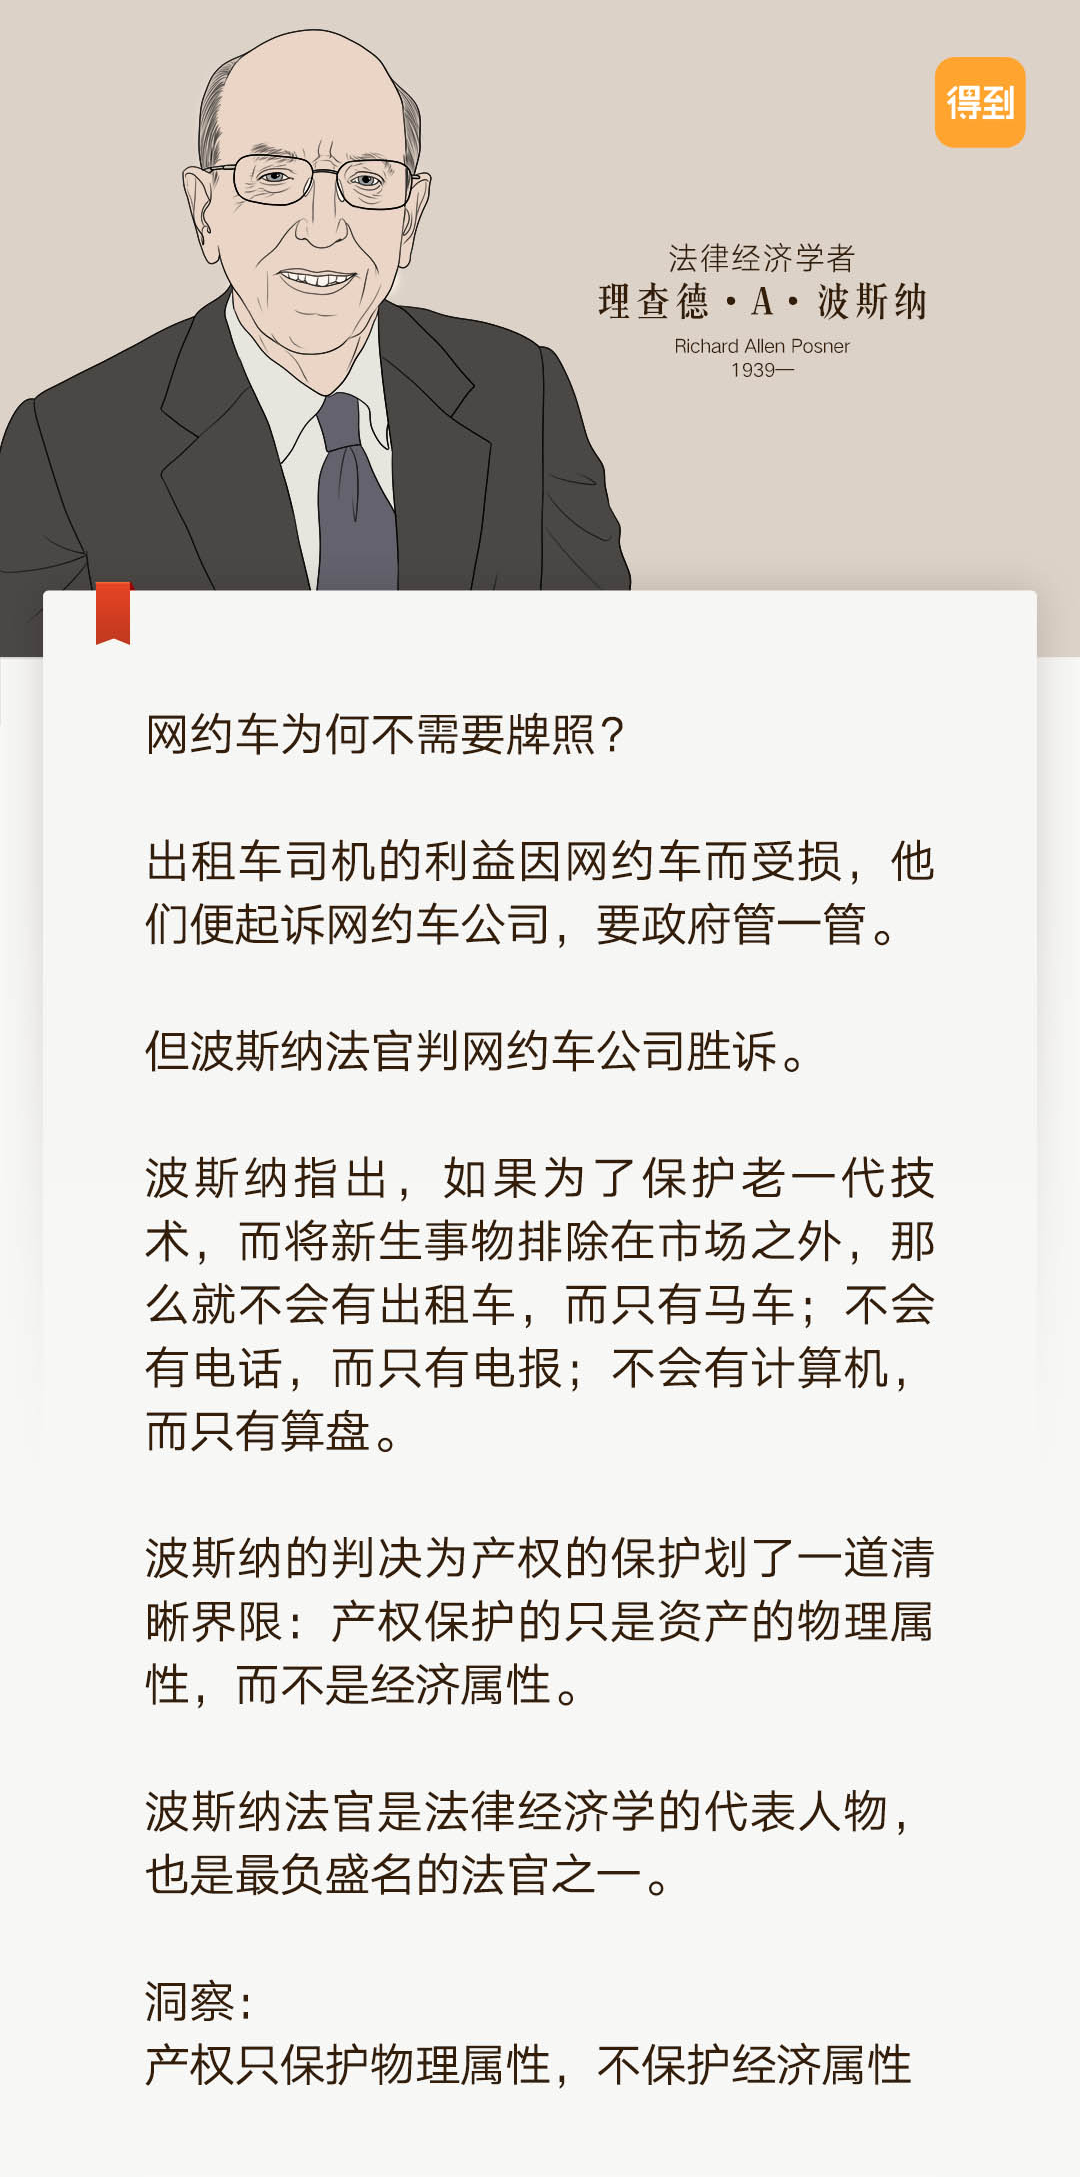 得到
法律经济学者
理查德·A·波斯纳
Richard Allen Posner
1939—
网约车为何不需要牌照？
出租车司机的利益因网约车而受损，他
们便起诉网约车公司，要政府管一管。
但波斯纳法官判网约车公司胜诉。
波斯纳指出，如果为了保护老一代技
术，而将新生事物排除在市场之外，那
么就不会有出租车，而只有马车；不会
有电话，而只有电报；不会有计算机，
而只有算盘。
波斯纳的判决为产权的保护划了一道清
晰界限：产权保护的只是资产的物理属
性，而不是经济属性。
波斯纳法官是法律经济学的代表人物，
也是最负盛名的法官之一。
洞察：
产权只保护物理属性，不保护经济属性